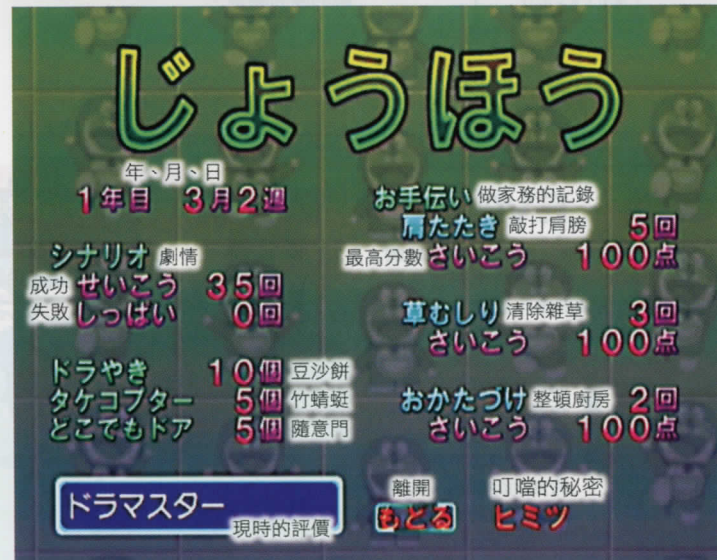 じょうほう
年、月、日
1年目 3月2週
シナリオ 劇情
成功 せいこう 35回
失敗 しっぱい 0回
ドラやき 10個 豆沙餅
タケコプター 5個 竹蜻蜓
とこでもドア 5個 隨意門
お手伝い 做家務的記錄
肩たたき 敲打肩膀 5回
最高分數 さいこう 100点
草むしり 清除雜草 3回
さいこう 100点
おかたづけ 整頓廚房 2回
さいこう 100点
ドラマスター
現時的評價
離開
もどる
叮噹的秘密
ヒミツ